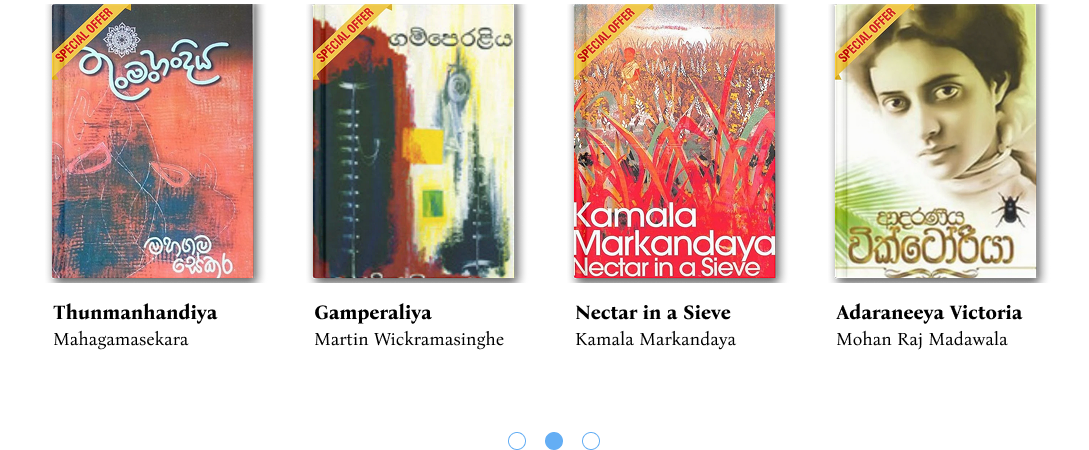 SPECIAL OFFER
තුංමංහංදිය
මහගම
සේකර
Thunmanhandiya
Mahagamasekara
SPECIAL OFFER
ගම්පෙරළිය
Gamperaliya
Martin Wickramasinghe
SPECIAL OFFER
Kamala
Markandaya
Nectar in a Sieve
Nectar in a Sieve
Kamala Markandaya
SPECIAL OFFER
ආදරණීය
වික්ටෝරියා
Adaraneeya Victoria
Mohan Raj Madawala